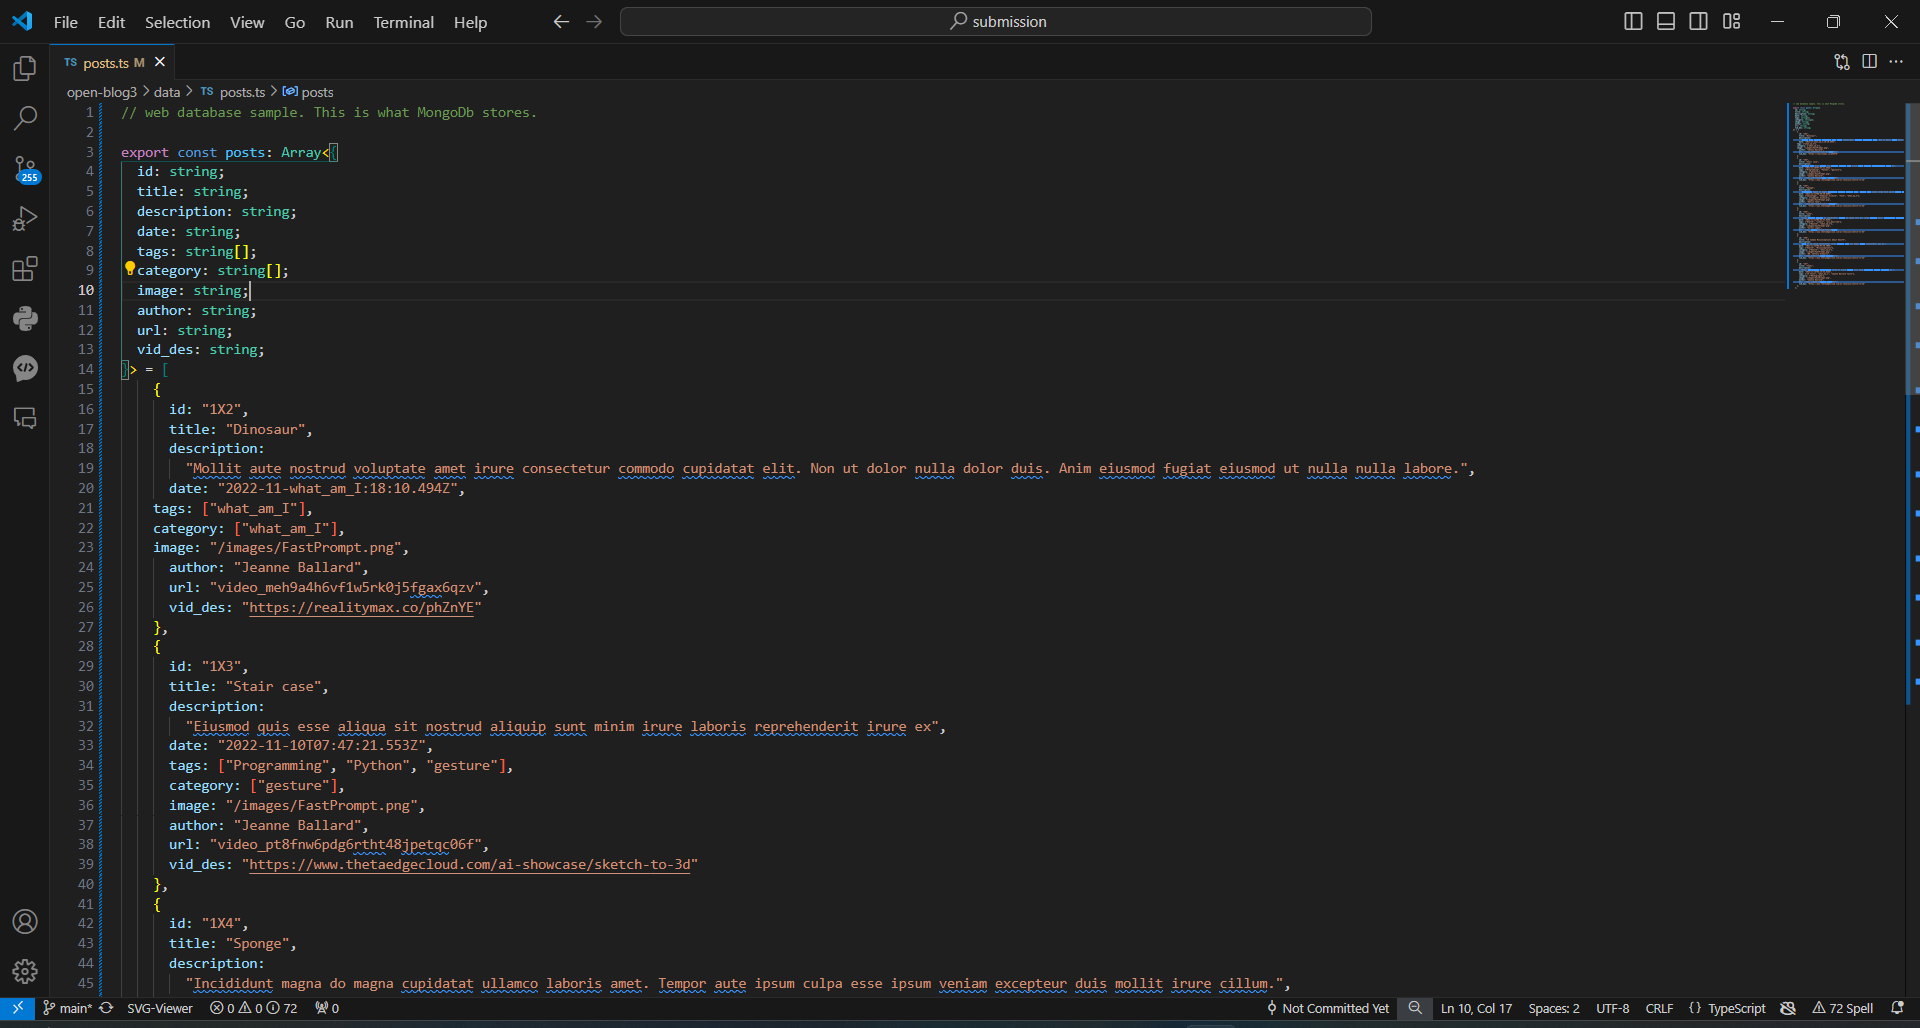 File Edit Selection View Go Run Terminal Help submission
TS posts.ts M
open-blog3 > data > TS posts.ts > posts
1 // web database sample. This is what MongoDb stores.
2
3 export const posts: Array<{
4 id: string;
5 title: string;
6 description: string;
7 date: string;
8 tags: string[];
9 category: string[];
10 image: string;
11 author: string;
12 url: string;
13 vid_des: string;
14 }> = [
15 {
16 id: "1X2",
17 title: "Dinosaur",
18 description:
19 "Mollit aute nostrud voluptate amet irure consectetur commodo cupidatat elit. Non ut dolor nulla dolor duis. Anim eiusmod fugiat eiusmod ut nulla nulla labore.",
20 date: "2022-11-what_am_I:18:10.494Z",
21 tags: ["what_am_I"],
22 category: ["what_am_I"],
23 image: "/images/FastPrompt.png",
24 author: "Jeanne Ballard",
25 url: "video_meh9a4h6vf1w5rk0j5fgax6qzv",
26 vid_des: "https://realitymax.co/phZnYE"
27 },
28 {
29 id: "1X3",
30 title: "Stair case",
31 description:
32 "Eiusmod quis esse aliqua sit nostrud aliquip sunt minim irure laboris reprehenderit irure ex",
33 date: "2022-11-10T07:47:21.553Z",
34 tags: ["Programming", "Python", "gesture"],
35 category: ["gesture"],
36 image: "/images/FastPrompt.png",
37 author: "Jeanne Ballard",
38 url: "video_pt8fnw6pdg6rtht48jpetqc06f",
39 vid_des: "https://www.thetaedgecloud.com/ai-showcase/sketch-to-3d"
40 },
41 {
42 id: "1X4",
43 title: "Sponge",
44 description:
45 "Incididunt magna do magna cupidatat ullamco laboris amet. Tempor aute ipsum culpa esse ipsum veniam excepteur duis mollit irure cillum.",
255
main* SVG-Viewer 0 0 72 0 Not Committed Yet Ln 10, Col 17 Spaces: 2 UTF-8 CRLF {} TypeScript 72 Spell